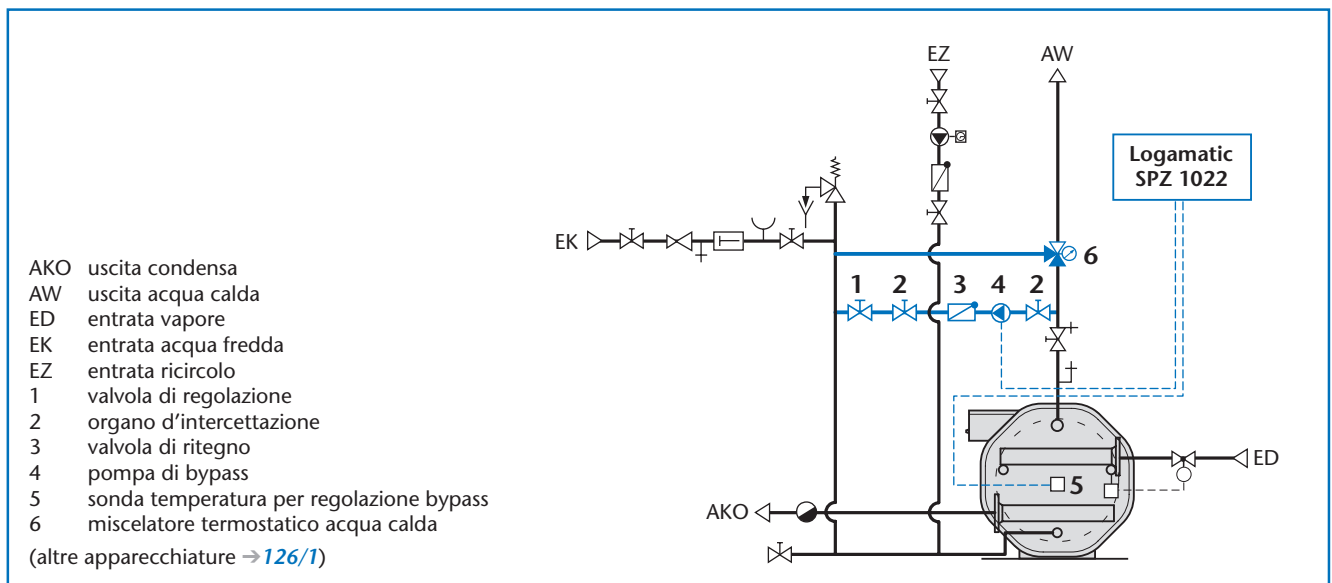 EZ
AW
Logamatic
SPZ 1022
EK
6
1 2 3 4 2
AKO uscita condensa
AW uscita acqua calda
ED entrata vapore
EK entrata acqua fredda
EZ entrata ricircolo
1 valvola di regolazione
2 organo d'intercettazione
3 valvola di ritegno
4 pompa di bypass
5 sonda temperatura per regolazione bypass
6 miscelatore termostatico acqua calda
(altre apparecchiature → 126/1)
ED
5
AKO